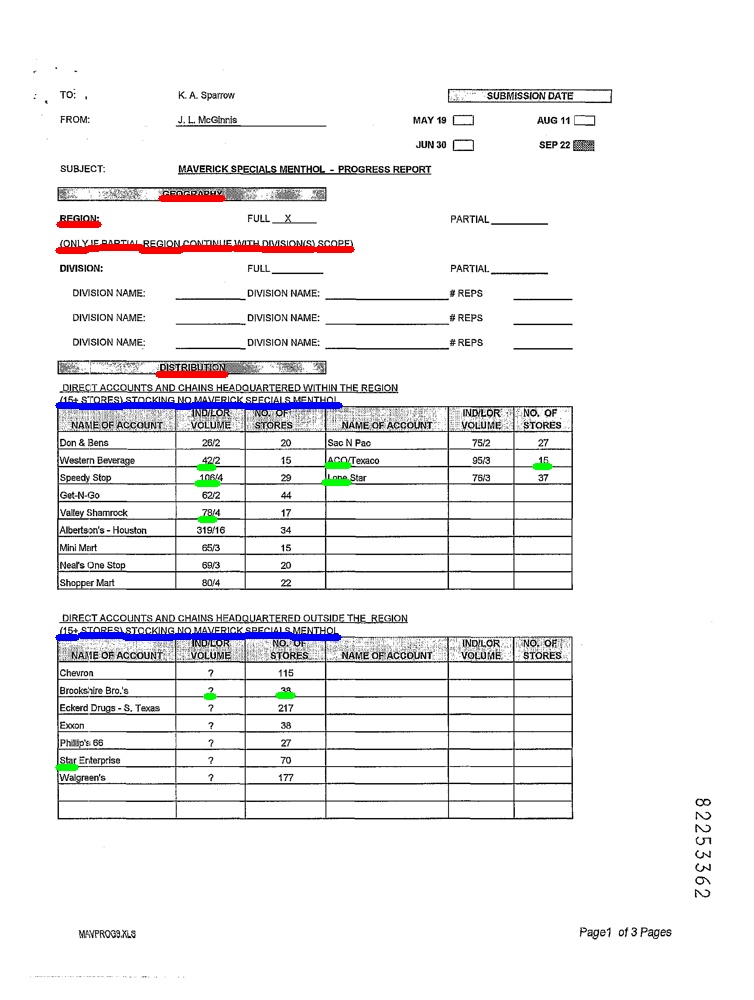 TO: K. A. Sparrow SUBMISSION DATE
FROM: J. L. McGinnis MAY 19 AUG 11
JUN 30 SEP 22
SUBJECT: MAVERICK SPECIALS MENTHOL - PROGRESS REPORT
GEOGRAPHY
REGION: FULL X PARTIAL
(ONLY IF PARTIAL REGION CONTINUE WITH DIVISION(S) SCOPE)
DIVISION: FULL PARTIAL
DIVISION NAME: DIVISION NAME: # REPS
DIVISION NAME: DIVISION NAME: # REPS
DIVISION NAME: DIVISION NAME: # REPS
DISTRIBUTION
DIRECT ACCOUNTS AND CHAINS HEADQUARTERED WITHIN THE REGION
(15+ STORES) STOCKING NO MAVERICK SPECIALS MENTHOL
IND/LOR NO. OF IND/LOR NO. OF
NAME OF ACCOUNT VOLUME STORES NAME OF ACCOUNT VOLUME STORES
Don & Bens 26/2 20 Sac N Pac 75/2 27
Western Beverage 42/2 15 ACO/Texaco 95/3 15
Speedy Stop 106/4 29 Lone Star 76/3 37
Get-N-Go 62/2 44
Valley Shamrock 78/4 17
Albertson's - Houston 319/16 34
Mini Mart 65/3 15
Neal's One Stop 69/3 20
Shopper Mart 80/4 22
DIRECT ACCOUNTS AND CHAINS HEADQUARTERED OUTSIDE THE REGION
(15+ STORES) STOCKING NO MAVERICK SPECIALS MENTHOL
IND/LOR NO. OF IND/LOR NO. OF
NAME OF ACCOUNT VOLUME STORES NAME OF ACCOUNT VOLUME STORES
Chevron ? 115
Brookshire Bro.'s ? 38
Eckerd Drugs - S. Texas ? 217
Exxon ? 38
Phillip's 66 ? 27
Star Enterprise ? 70
Walgreen's ? 177
82253362
MAVPROG9.XLS Page1 of 3 Pages